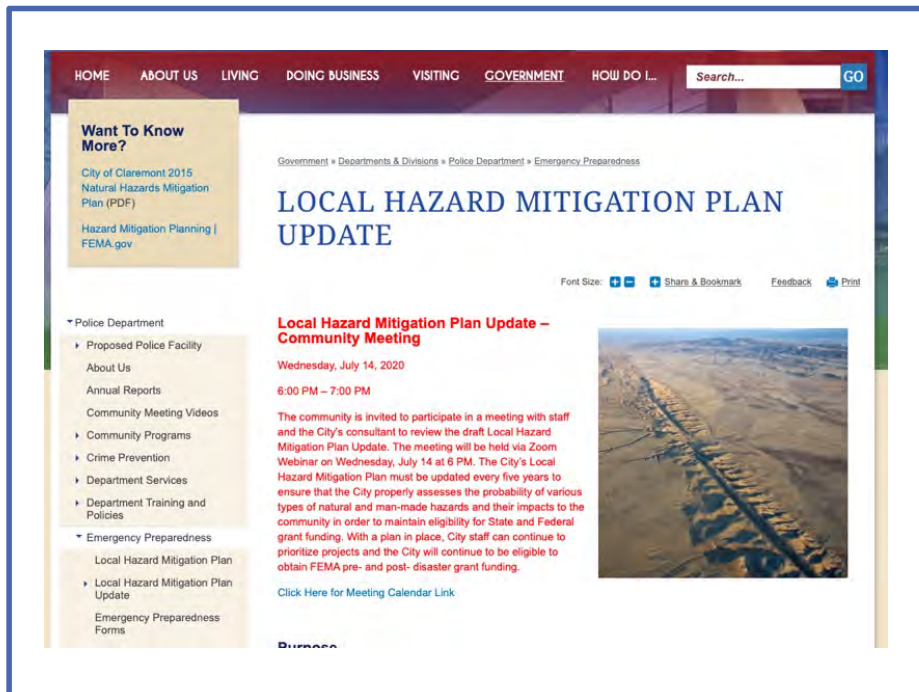 HOME ABOUT US LIVING DOING BUSINESS VISITING GOVERNMENT HOW DO I... Search... GO
Want To Know
More?
City of Claremont 2015
Natural Hazards Mitigation
Plan (PDF)
Hazard Mitigation Planning |
FEMA.gov
Government » Departments & Divisions » Police Department » Emergency Preparedness
LOCAL HAZARD MITIGATION PLAN
UPDATE
Font Size: Share & Bookmark Feedback Print
Police Department
Proposed Police Facility
About Us
Annual Reports
Community Meeting Videos
Community Programs
Crime Prevention
Department Services
Department Training and
Policies
Emergency Preparedness
Local Hazard Mitigation Plan
Local Hazard Mitigation Plan
Update
Emergency Preparedness
Forms
Local Hazard Mitigation Plan Update –
Community Meeting
Wednesday, July 14, 2020
6:00 PM – 7:00 PM
The community is invited to participate in a meeting with staff
and the City's consultant to review the draft Local Hazard
Mitigation Plan Update. The meeting will be held via Zoom
Webinar on Wednesday, July 14 at 6 PM. The City's Local
Hazard Mitigation Plan must be updated every five years to
ensure that the City properly assesses the probability of various
types of natural and man-made hazards and their impacts to the
community in order to maintain eligibility for State and Federal
grant funding. With a plan in place, City staff can continue to
prioritize projects and the City will continue to be eligible to
obtain FEMA pre- and post- disaster grant funding.
Click Here for Meeting Calendar Link
Purpose